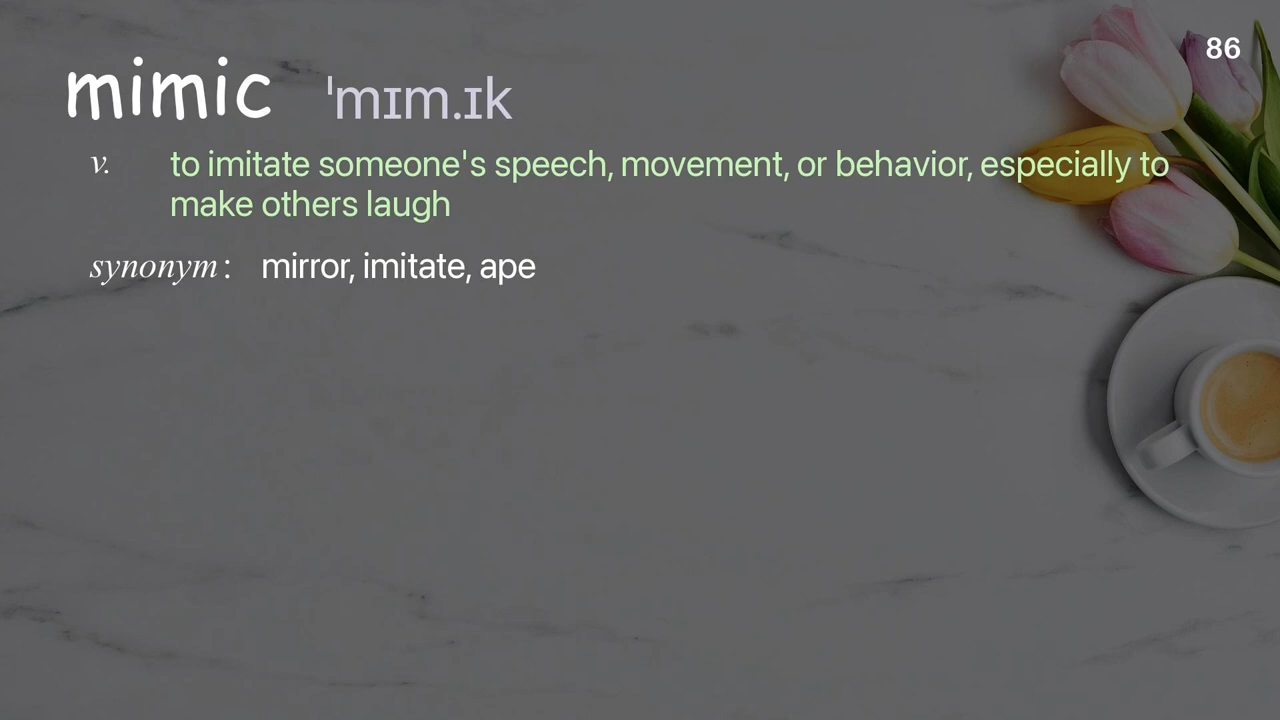 86
mimic ˈmɪm.ɪk
v. to imitate someone's speech, movement, or behavior, especially to
make others laugh
synonym : mirror, imitate, ape